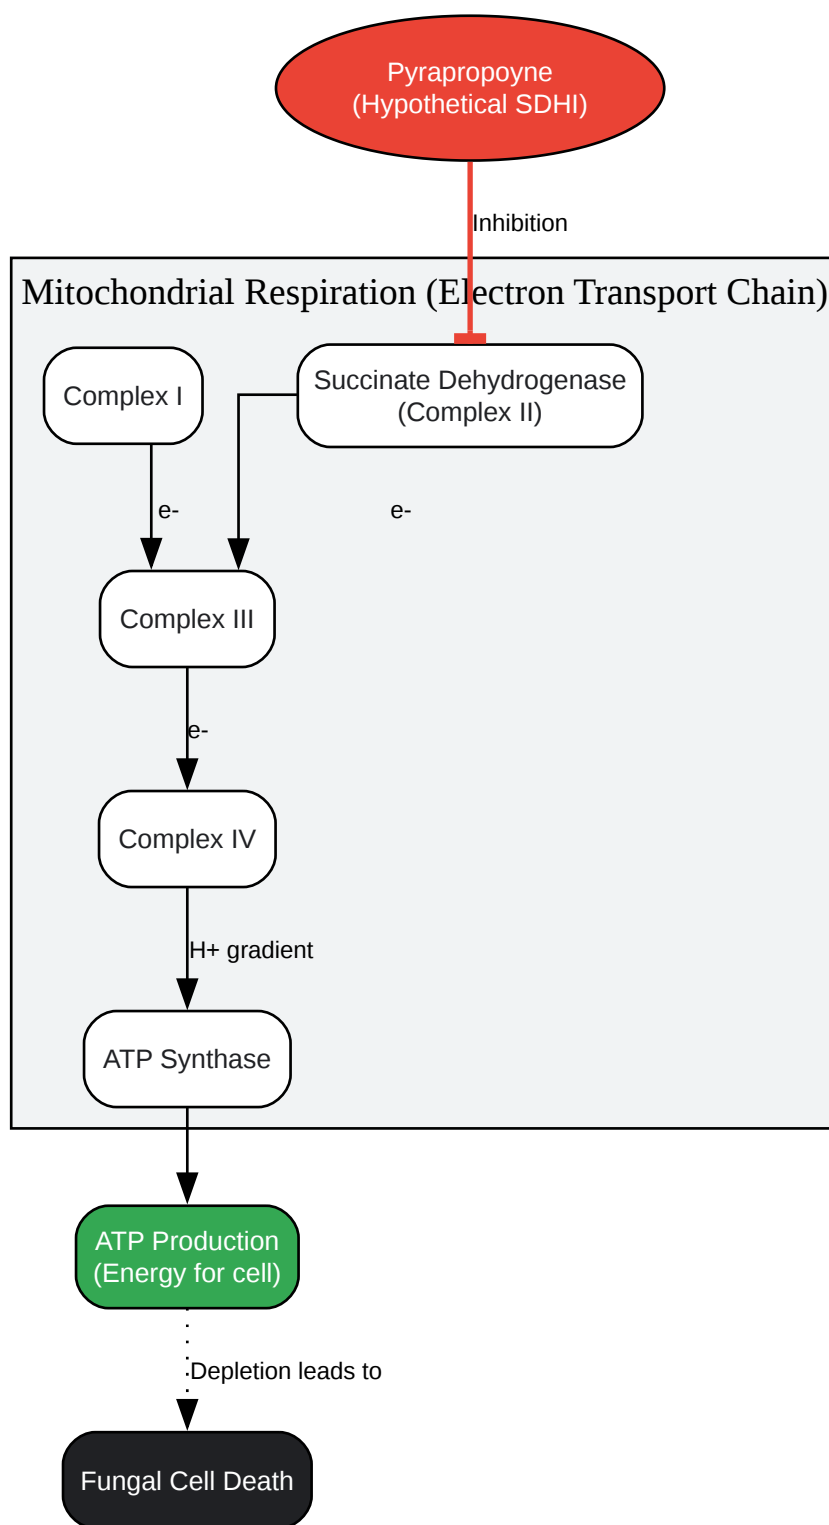 Pyrapropoyne
(Hypothetical SDHI)
Inhibition
Mitochondrial Respiration (Electron Transport Chain)
Complex I
Succinate Dehydrogenase
(Complex II)
e-
e-
Complex III
e-
Complex IV
H+ gradient
ATP Synthase
ATP Production
(Energy for cell)
Depletion leads to
Fungal Cell Death